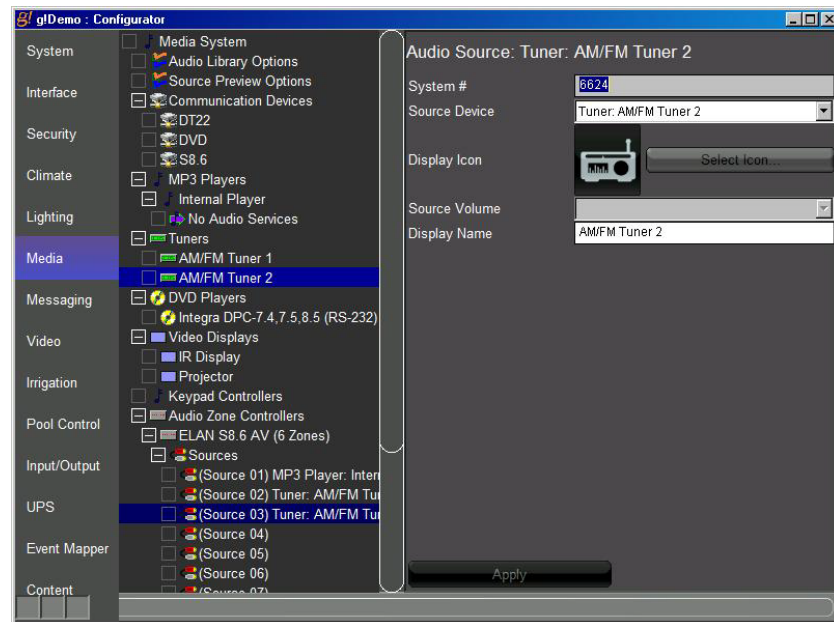 g!Demo : Configurator
System
Interface
Security
Climate
Lighting
Media
Messaging
Video
Irrigation
Pool Control
Input/Output
UPS
Event Mapper
Content
Media System
Audio Library Options
Source Preview Options
Communication Devices
DT22
DVD
S8.6
MP3 Players
Internal Player
No Audio Services
Tuners
AM/FM Tuner 1
AM/FM Tuner 2
DVD Players
Integra DPC-7.4,7.5,8.5 (RS-232)
Video Displays
IR Display
Projector
Keypad Controllers
Audio Zone Controllers
ELAN S8.6 AV (6 Zones)
Sources
(Source 01) MP3 Player: Inter
(Source 02) Tuner: AM/FM Tu
(Source 03) Tuner: AM/FM Tu
(Source 04)
(Source 05)
(Source 06)
(Source 07)
Audio Source: Tuner: AM/FM Tuner 2
System # 6624
Source Device Tuner: AM/FM Tuner 2
Display Icon Select Icon...
Source Volume
Display Name AM/FM Tuner 2
Apply